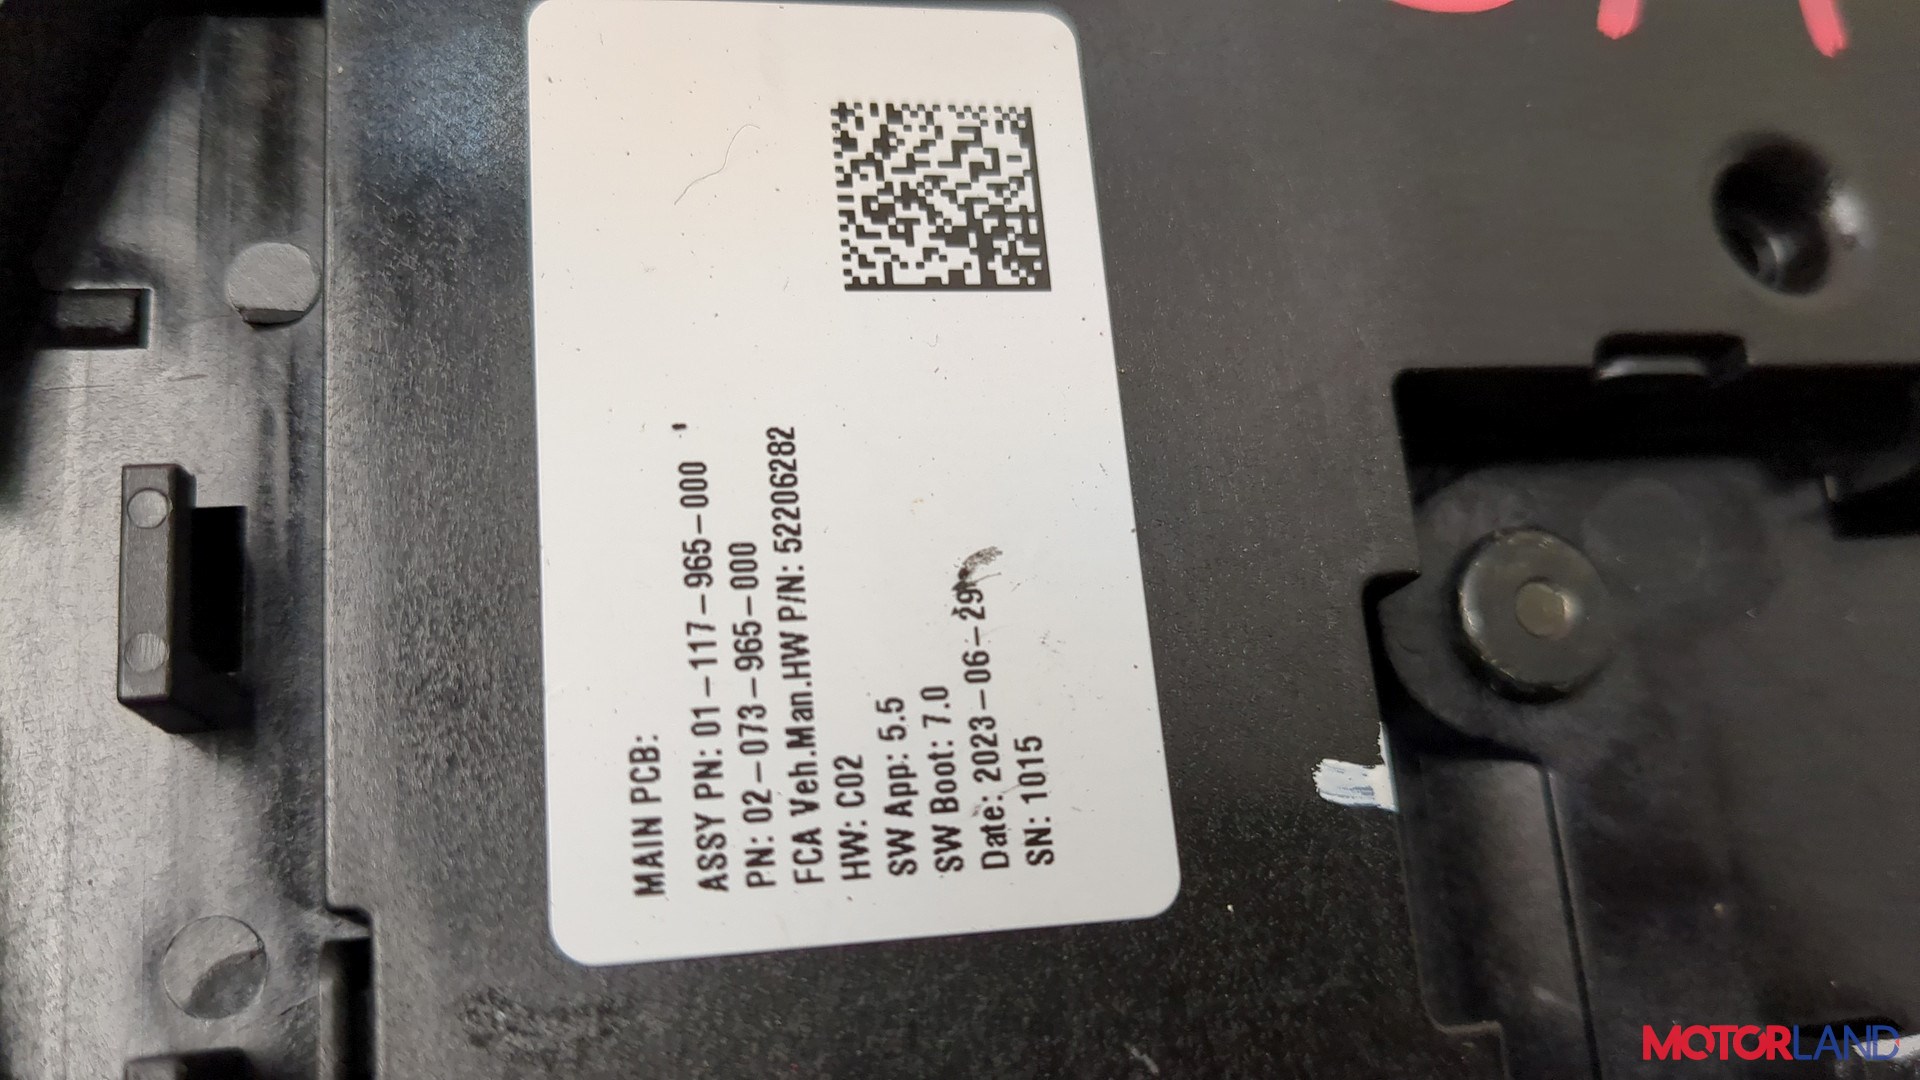 MAIN PCB:
ASSY PN: 01-117-965-000
PN: 02-073-965-000
FCA Veh.Man.HW P/N: 52206282
HW: C02
SW App: 5.5
SW Boot: 7.0
Date: 2023-06-29
SN: 1015
MOTORLAND